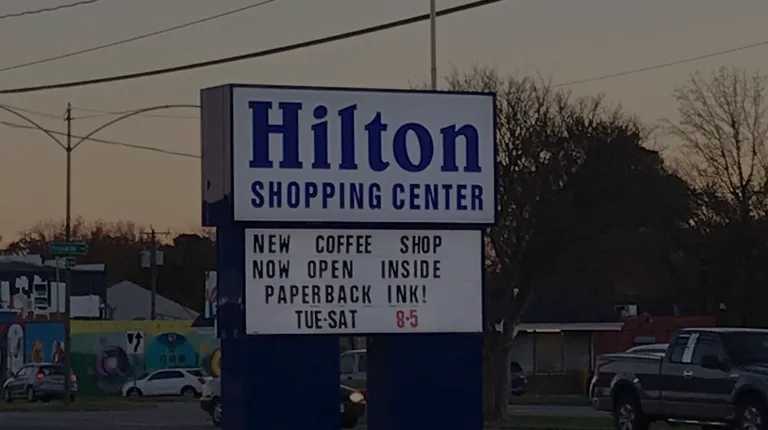 Hilton
SHOPPING CENTER
NEW COFFEE SHOP
NOW OPEN INSIDE
PAPERBACK INK!
TUE-SAT 8-5